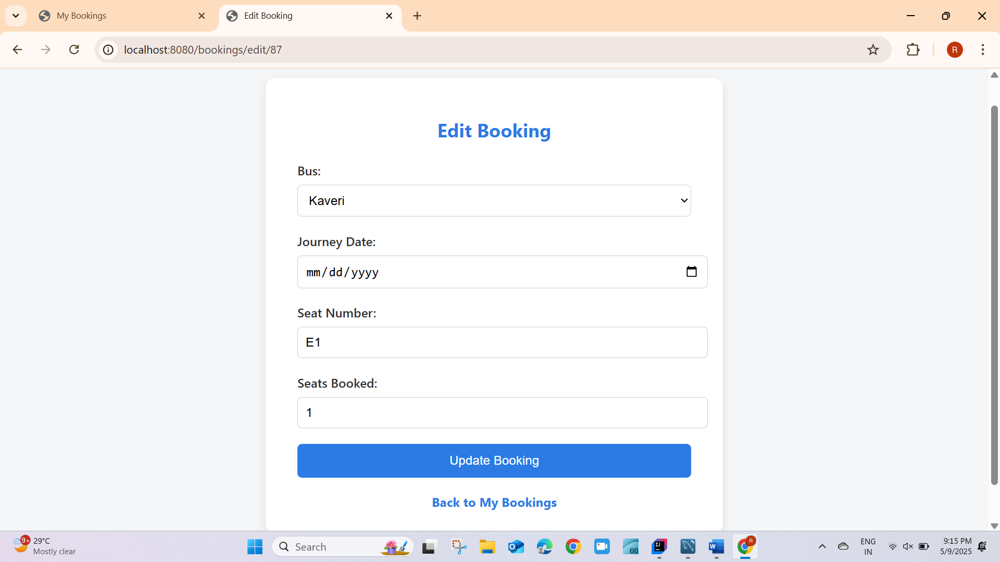 My Bookings
Edit Booking
localhost:8080/bookings/edit/87
R
Edit Booking
Bus:
Kaveri
Journey Date:
mm/dd/yyyy
Seat Number:
E1
Seats Booked:
1
Update Booking
Back to My Bookings
9+
29°C
Mostly clear
Search
ENG
IN
9:15 PM
5/9/2025